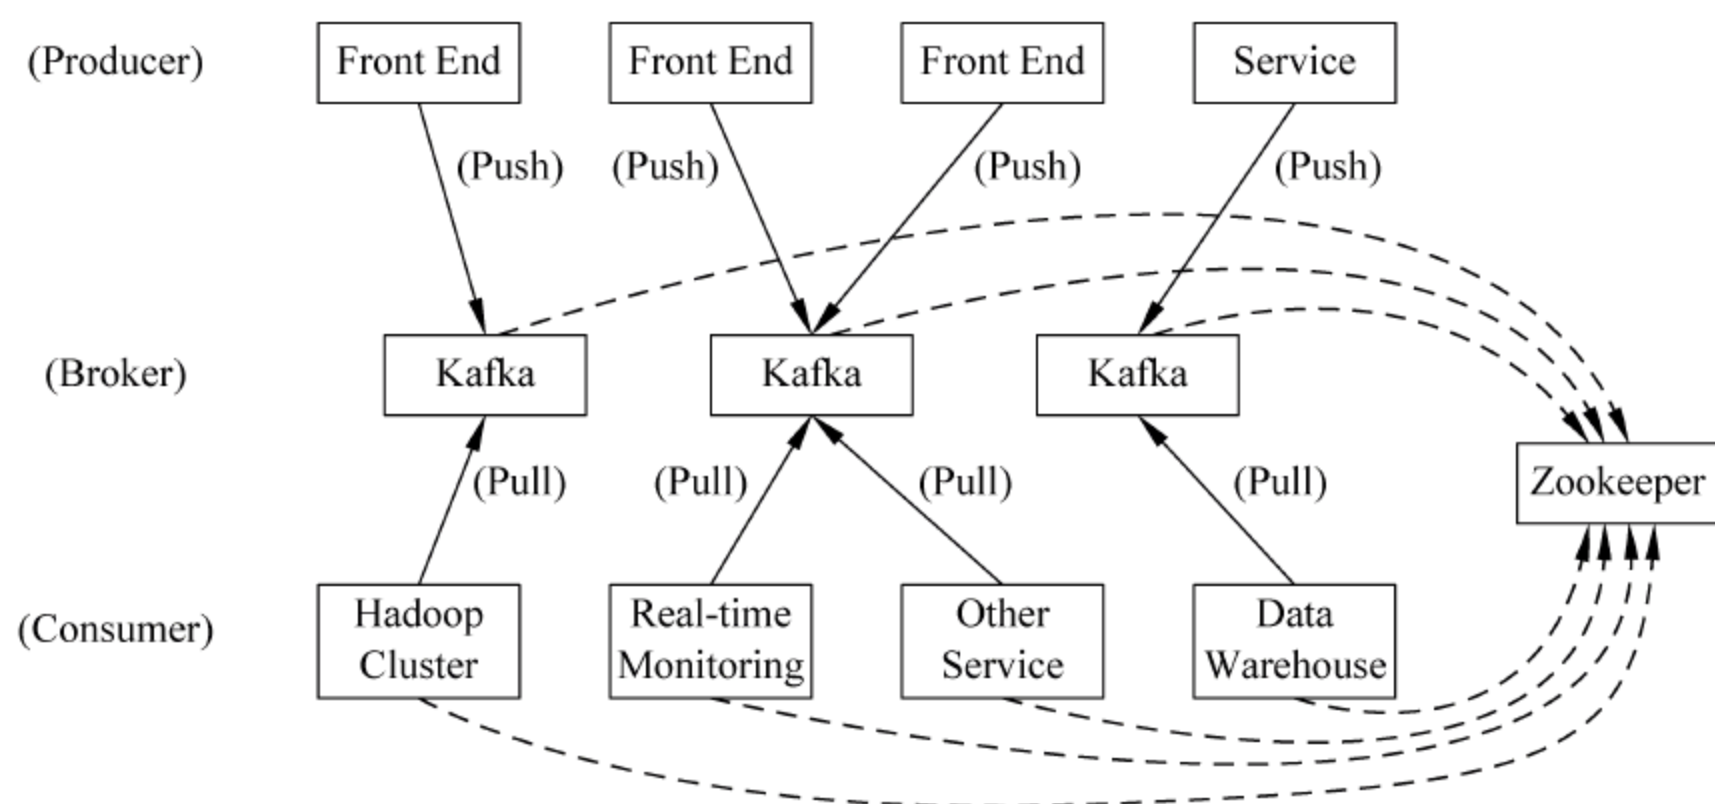 (Producer)
Front End
Front End
Front End
Service
(Push)
(Push)
(Push)
(Push)
(Broker)
Kafka
Kafka
Kafka
Zookeeper
(Pull)
(Pull)
(Pull)
(Pull)
(Consumer)
Hadoop
Cluster
Real-time
Monitoring
Other
Service
Data
Warehouse